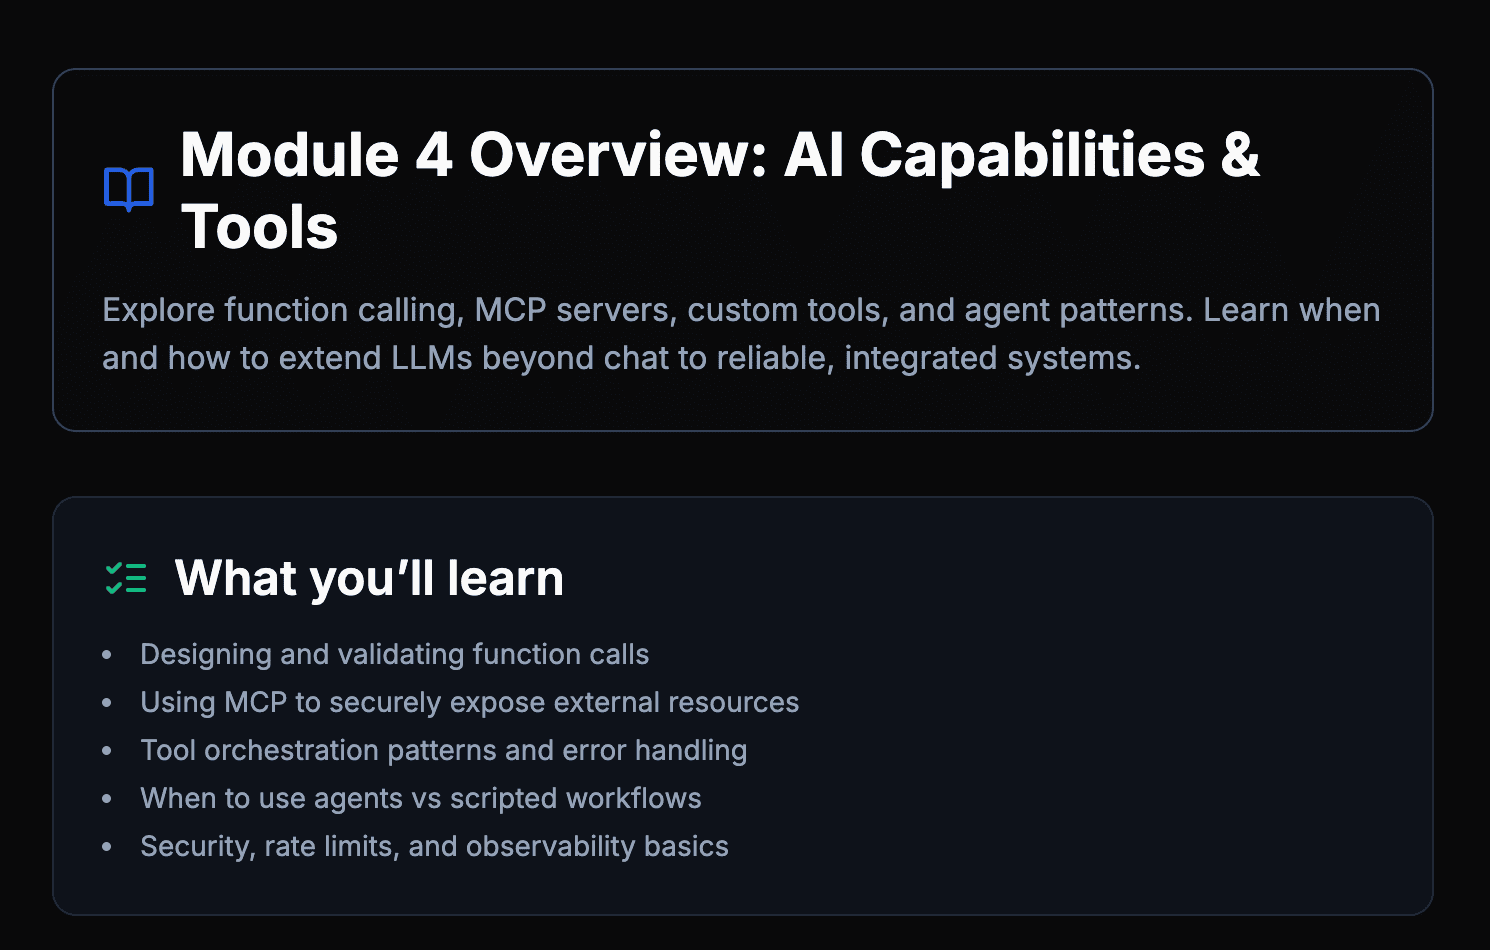 Module 4 Overview: AI Capabilities &
Tools
Explore function calling, MCP servers, custom tools, and agent patterns. Learn when
and how to extend LLMs beyond chat to reliable, integrated systems.
What you’ll learn
• Designing and validating function calls
• Using MCP to securely expose external resources
• Tool orchestration patterns and error handling
• When to use agents vs scripted workflows
• Security, rate limits, and observability basics